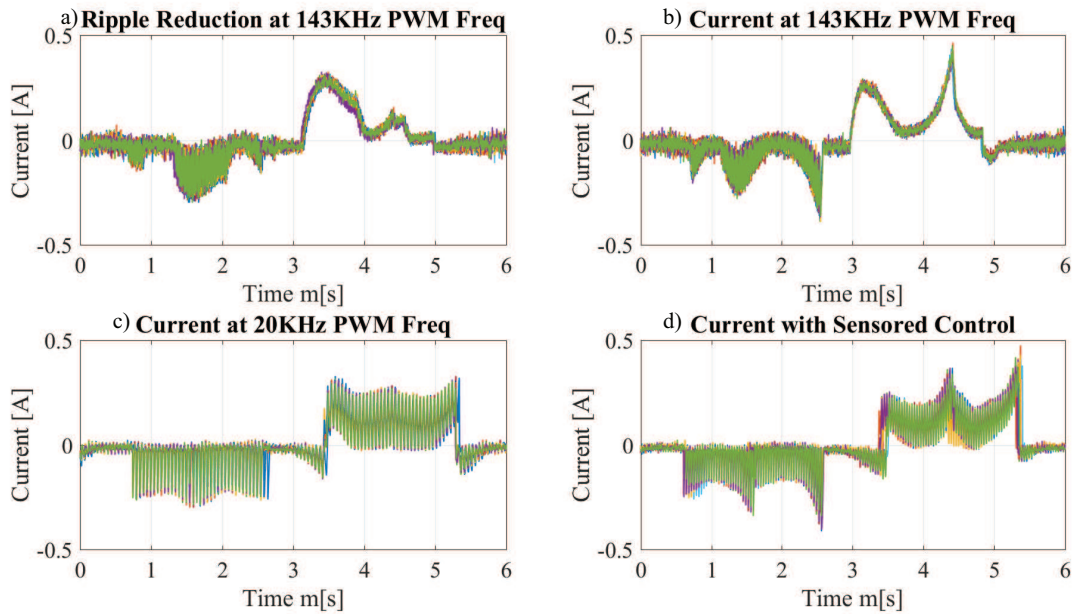 a) Ripple Reduction at 143KHz PWM Freq
0.5
0
-0.5
Current [A]
0 1 2 3 4 5 6
Time m[s]
b) Current at 143KHz PWM Freq
0.5
0
-0.5
Current [A]
0 1 2 3 4 5 6
Time m[s]
c) Current at 20KHz PWM Freq
0.5
0
-0.5
Current [A]
0 1 2 3 4 5 6
Time m[s]
d) Current with Sensored Control
0.5
0
-0.5
Current [A]
0 1 2 3 4 5 6
Time m[s]